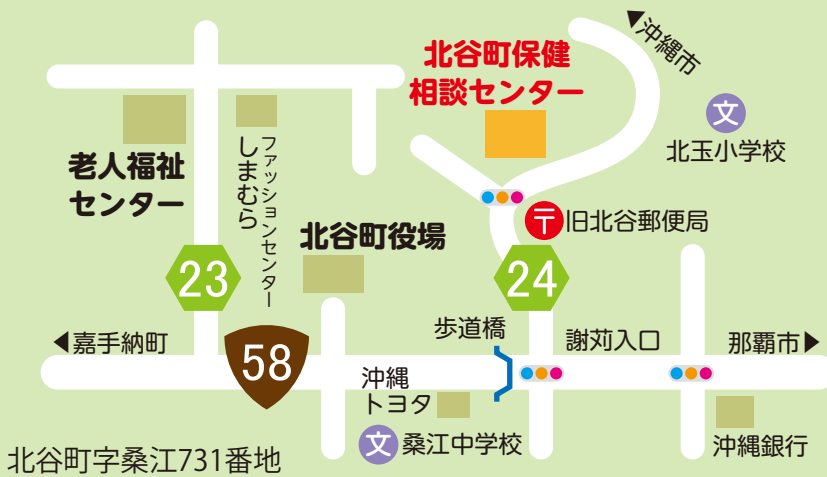 ◀沖縄市
北谷町保健
相談センター
文
北玉小学校
老人福祉
センター
ファッションセンター
しまむら
〒旧北谷郵便局
北谷町役場
23
24
◀嘉手納町
58
歩道橋
謝苅入口
那覇市▶
沖縄
トヨタ
文 桑江中学校
沖縄銀行
北谷町字桑江731番地